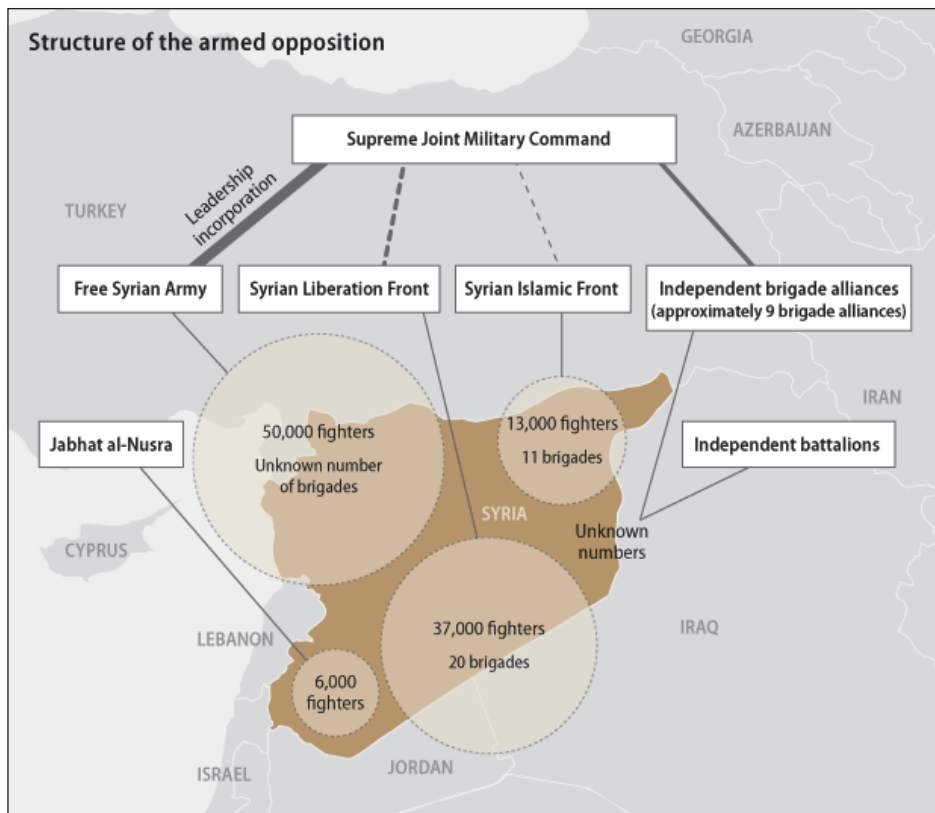 Structure of the armed opposition
GEORGIA
Supreme Joint Military Command
AZERBAIJAN
Leadership
incorporation
TURKEY
Free Syrian Army
Syrian Liberation Front
Syrian Islamic Front
Independent brigade alliances
(approximately 9 brigade alliances)
IRAN
Jabhat al-Nusra
50,000 fighters
Unknown number
of brigades
13,000 fighters
11 brigades
Independent battalions
SYRIA
Unknown
numbers
CYPRUS
LEBANON
37,000 fighters
20 brigades
IRAQ
6,000
fighters
ISRAEL
JORDAN